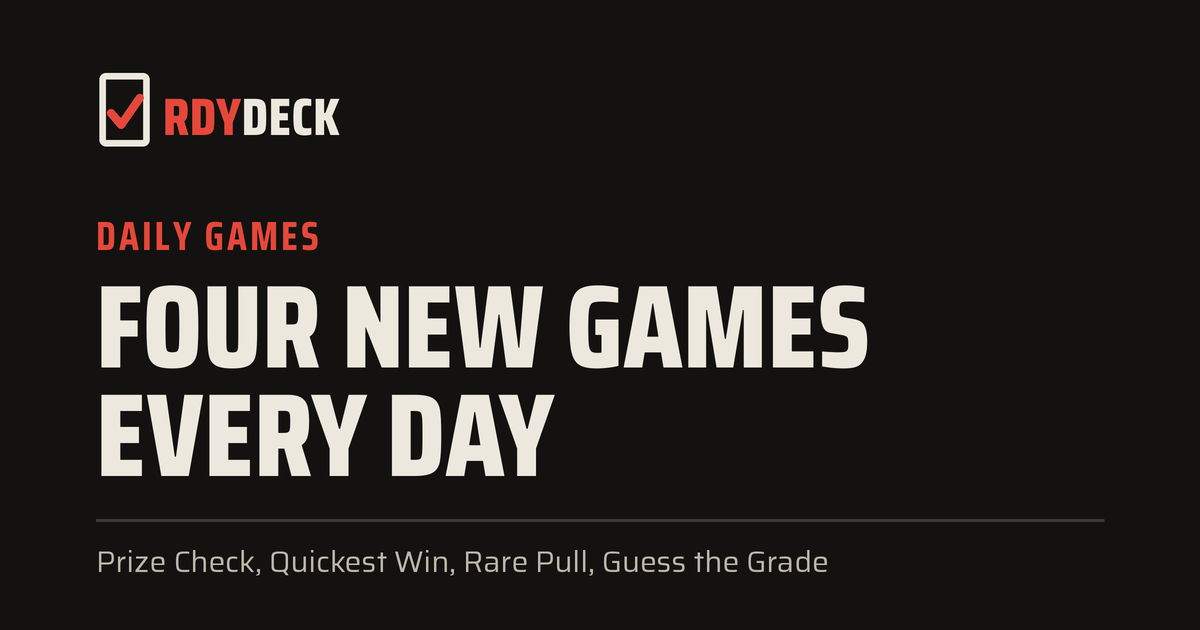 RDYDECK
DAILY GAMES
FOUR NEW GAMES
EVERY DAY
Prize Check, Quickest Win, Rare Pull, Guess the Grade